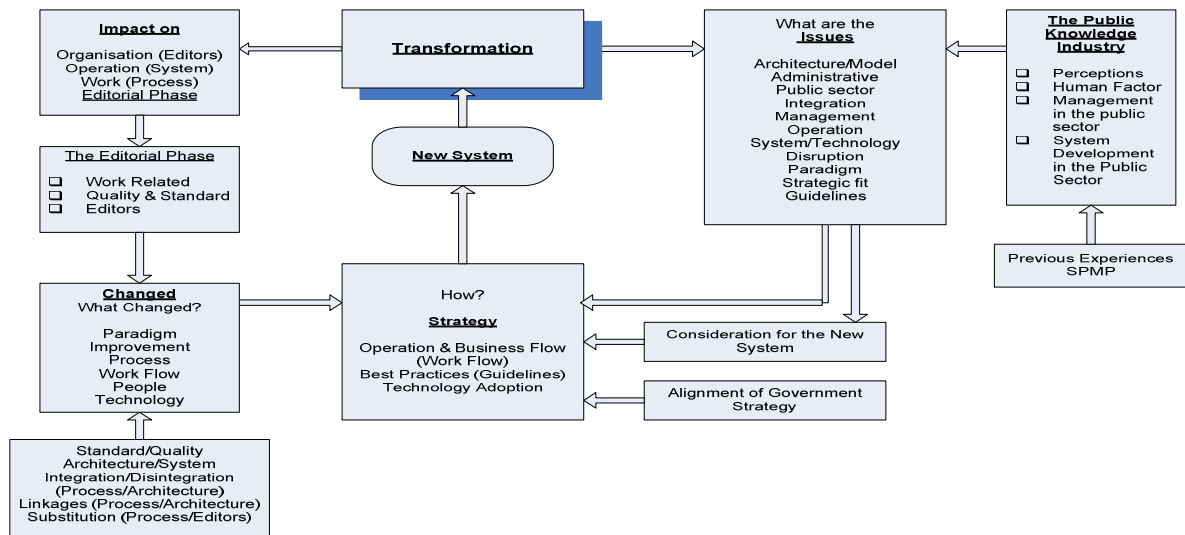 Impact on
Organisation (Editors)
Operation (System)
Work (Process)
Editorial Phase
Transformation
What are the
Issues
Architecture/Model
Administrative
Public sector
Integration
Management
Operation
System/Technology
Disruption
Paradigm
Strategic fit
Guidelines
The Public
Knowledge
Industry
Perceptions
Human Factor
Management
in the public
sector
System
Development
in the Public
Sector
The Editorial Phase
Work Related
Quality & Standard
Editors
New System
Previous Experiences
SPMP
Changed
What Changed?
Paradigm
Improvement
Process
Work Flow
People
Technology
How?
Strategy
Operation & Business Flow
(Work Flow)
Best Practices (Guidelines)
Technology Adoption
Consideration for the New
System
Alignment of Government
Strategy
Standard/Quality
Architecture/System
Integration/Disintegration
(Process/Architecture)
Linkages (Process/Architecture)
Substitution (Process/Editors)